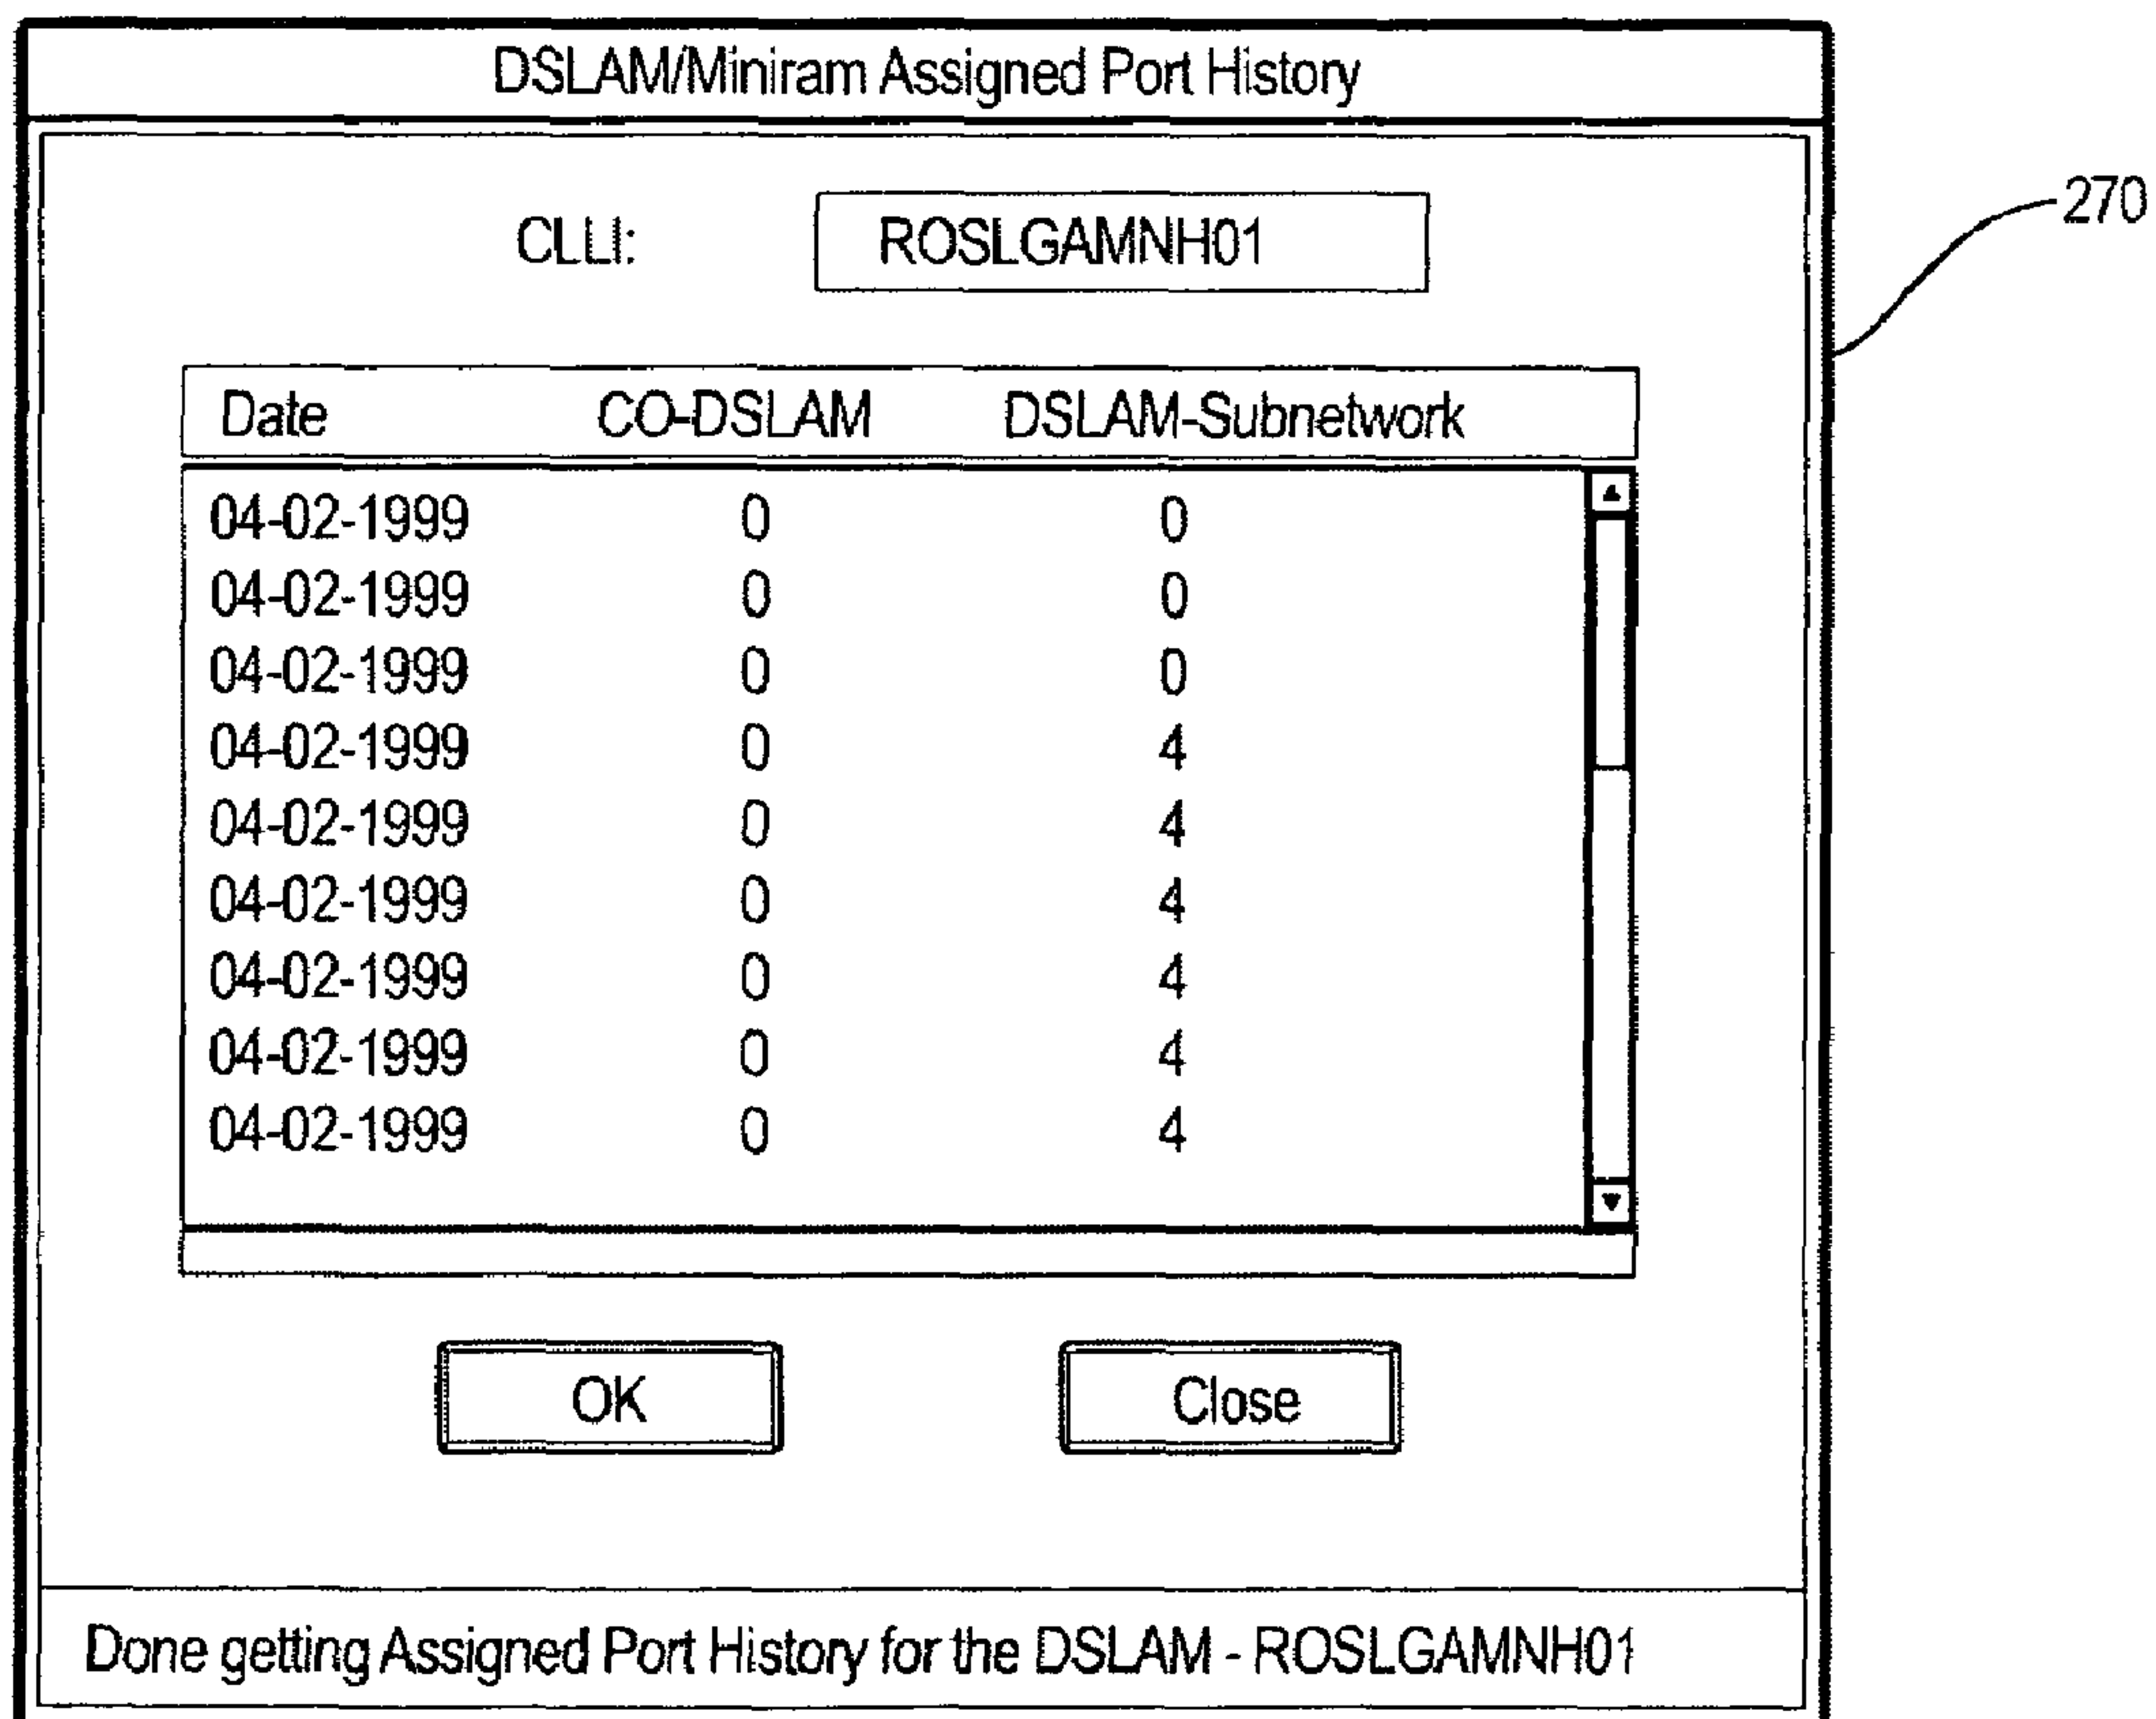 DSLAM/Miniram Assigned Port History
CLLI: ROSLGAMNH01
270
Date CO-DSLAM DSLAM-Subnetwork
04-02-1999 0 0
04-02-1999 0 0
04-02-1999 0 0
04-02-1999 0 4
04-02-1999 0 4
04-02-1999 0 4
04-02-1999 0 4
04-02-1999 0 4
04-02-1999 0 4
OK Close
Done getting Assigned Port History for the DSLAM - ROSLGAMNH01